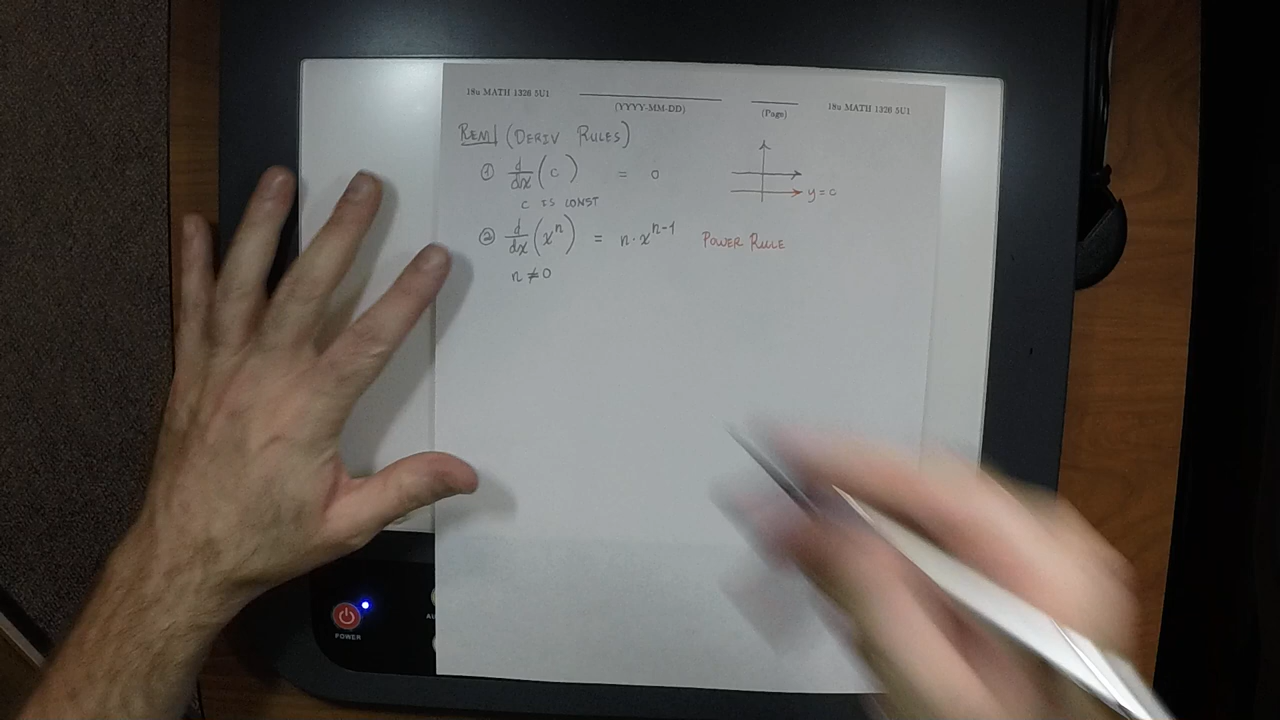 18u MATH 1326 5U1 (YYYY-MM-DD) (Page) 18u MATH 1326 5U1
REM (DERIV RULES)
① d/dx (c) = 0
y = c
c IS CONST
② d/dx (x^n) = n · x^{n-1} POWER RULE
n ≠ 0
POWER